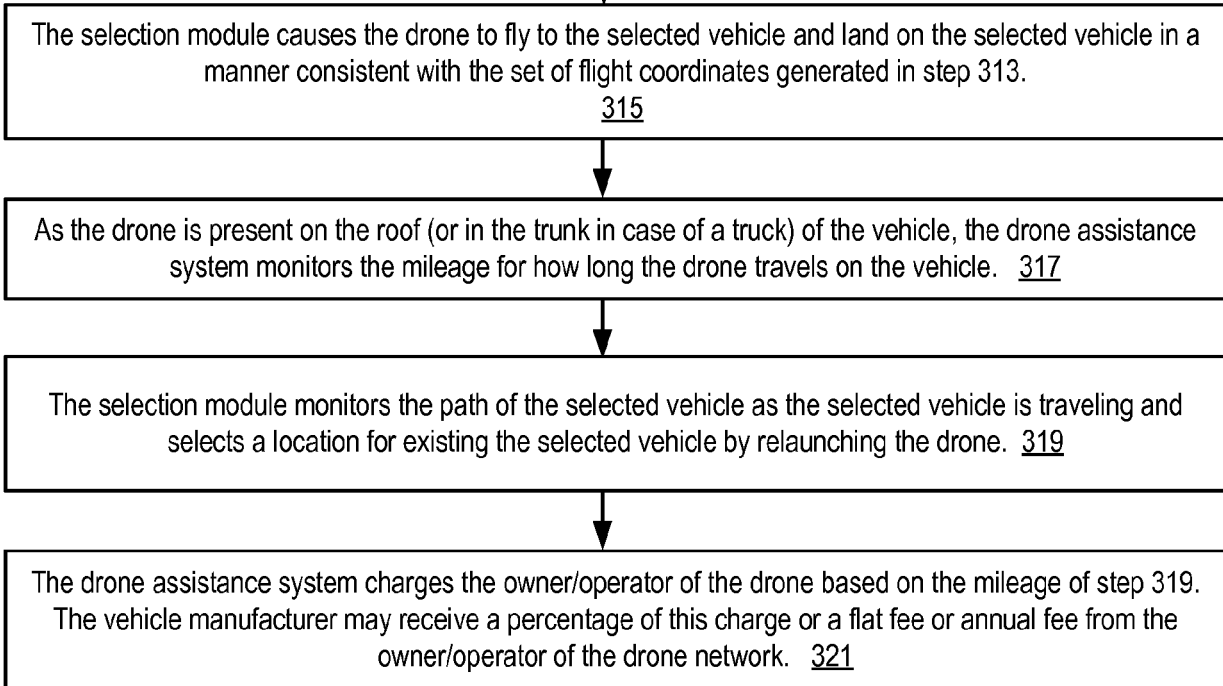 The selection module causes the drone to fly to the selected vehicle and land on the selected vehicle in a
manner consistent with the set of flight coordinates generated in step 313.
315
As the drone is present on the roof (or in the trunk in case of a truck) of the vehicle, the drone assistance
system monitors the mileage for how long the drone travels on the vehicle. 317
The selection module monitors the path of the selected vehicle as the selected vehicle is traveling and
selects a location for existing the selected vehicle by relaunching the drone. 319
The drone assistance system charges the owner/operator of the drone based on the mileage of step 319.
The vehicle manufacturer may receive a percentage of this charge or a flat fee or annual fee from the
owner/operator of the drone network. 321